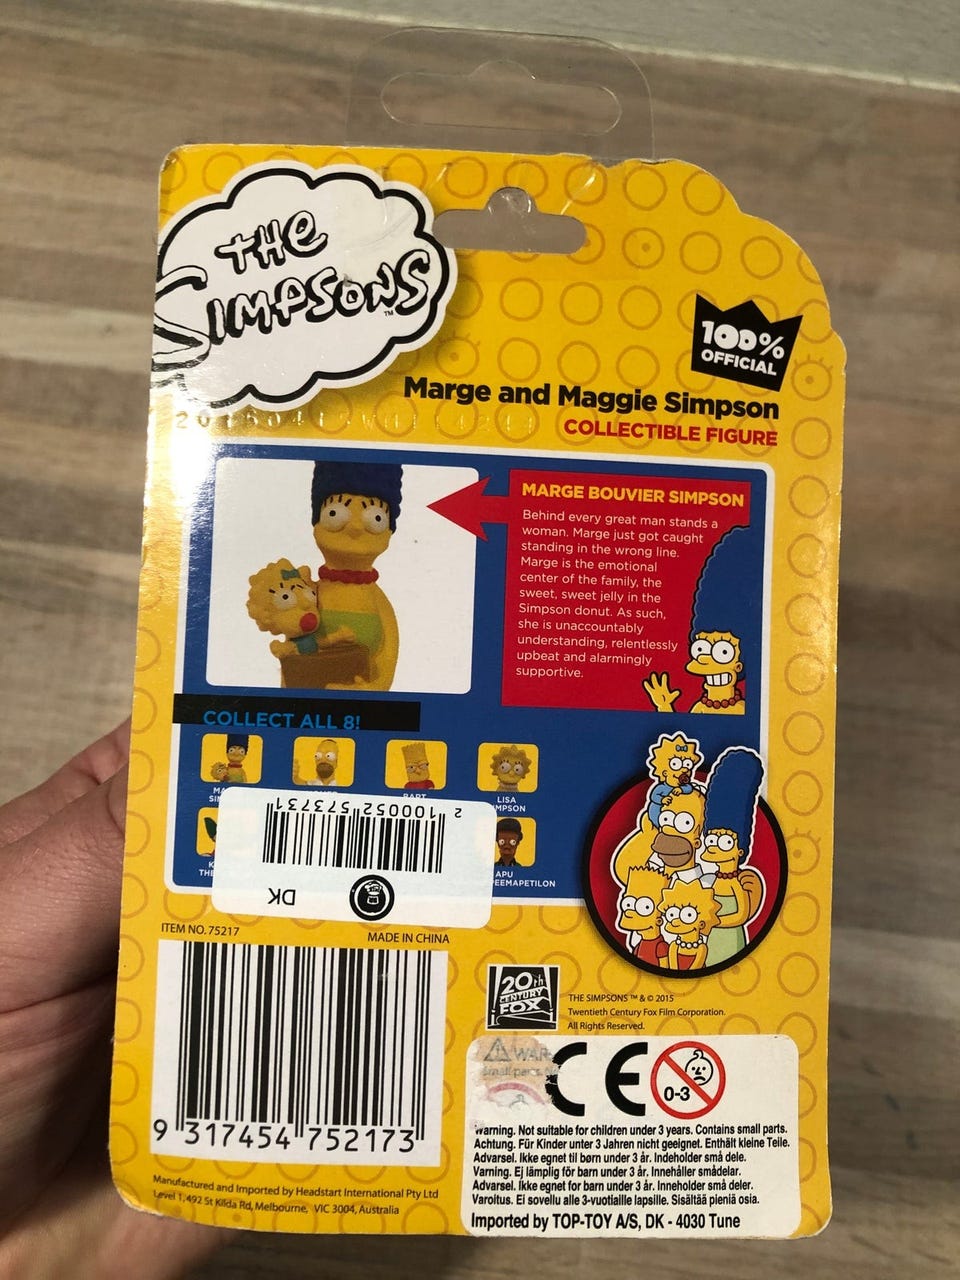 THE
SIMPSONS™
100%
OFFICIAL
Marge and Maggie Simpson
COLLECTIBLE FIGURE
MARGE BOUVIER SIMPSON
Behind every great man stands a
woman. Marge just got caught
standing in the wrong line.
Marge is the emotional
center of the family, the
sweet, sweet jelly in the
Simpson donut. As such,
she is unaccountably
understanding, relentlessly
upbeat and alarmingly
supportive.
COLLECT ALL 8!
BART
LISA
MPSON
2 100052 573731
DK
APU
EEMAPETILON
ITEM NO. 75217
MADE IN CHINA
9 317454 752173
20th
CENTURY
FOX
THE SIMPSONS ™ & © 2015
Twentieth Century Fox Film Corporation.
All Rights Reserved.
WAR
CE
0-3
Warning. Not suitable for children under 3 years. Contains small parts.
Achtung. Für Kinder unter 3 Jahren nicht geeignet. Enthält kleine Teile.
Advarsel. Ikke egnet til børn under 3 år. Indeholder små dele.
Varning. Ej lämplig för barn under 3 år. Innehåller smådelar.
Advarsel. Ikke egnet for barn under 3 år. Inneholder små deler.
Varoitus. Ei sovellu alle 3-vuotiaille lapsille. Sisältää pieniä osia.
Imported by TOP-TOY A/S, DK - 4030 Tune
Manufactured and Imported by Headstart International Pty Ltd
Level 1, 492 St Kilda Rd, Melbourne, VIC 3004, Australia